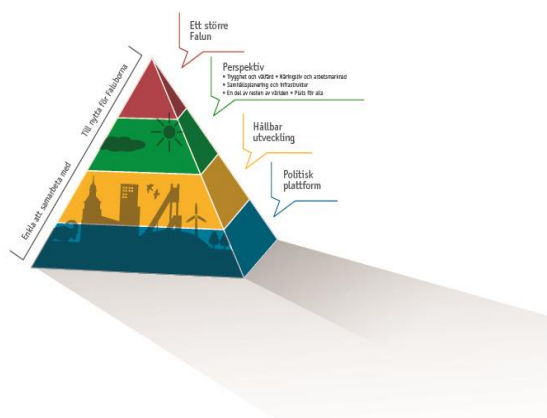 Ett större
Falun
Perspektiv
• Trygghet och välfärd • Näringsliv och arbetsmarknad
• Samhällsplanering och infrastruktur
• En del av resten av världen • Plats för alla
Hållbar
utveckling
Politisk
plattform
Till nytta för Faluborna
Enkla att samarbeta med